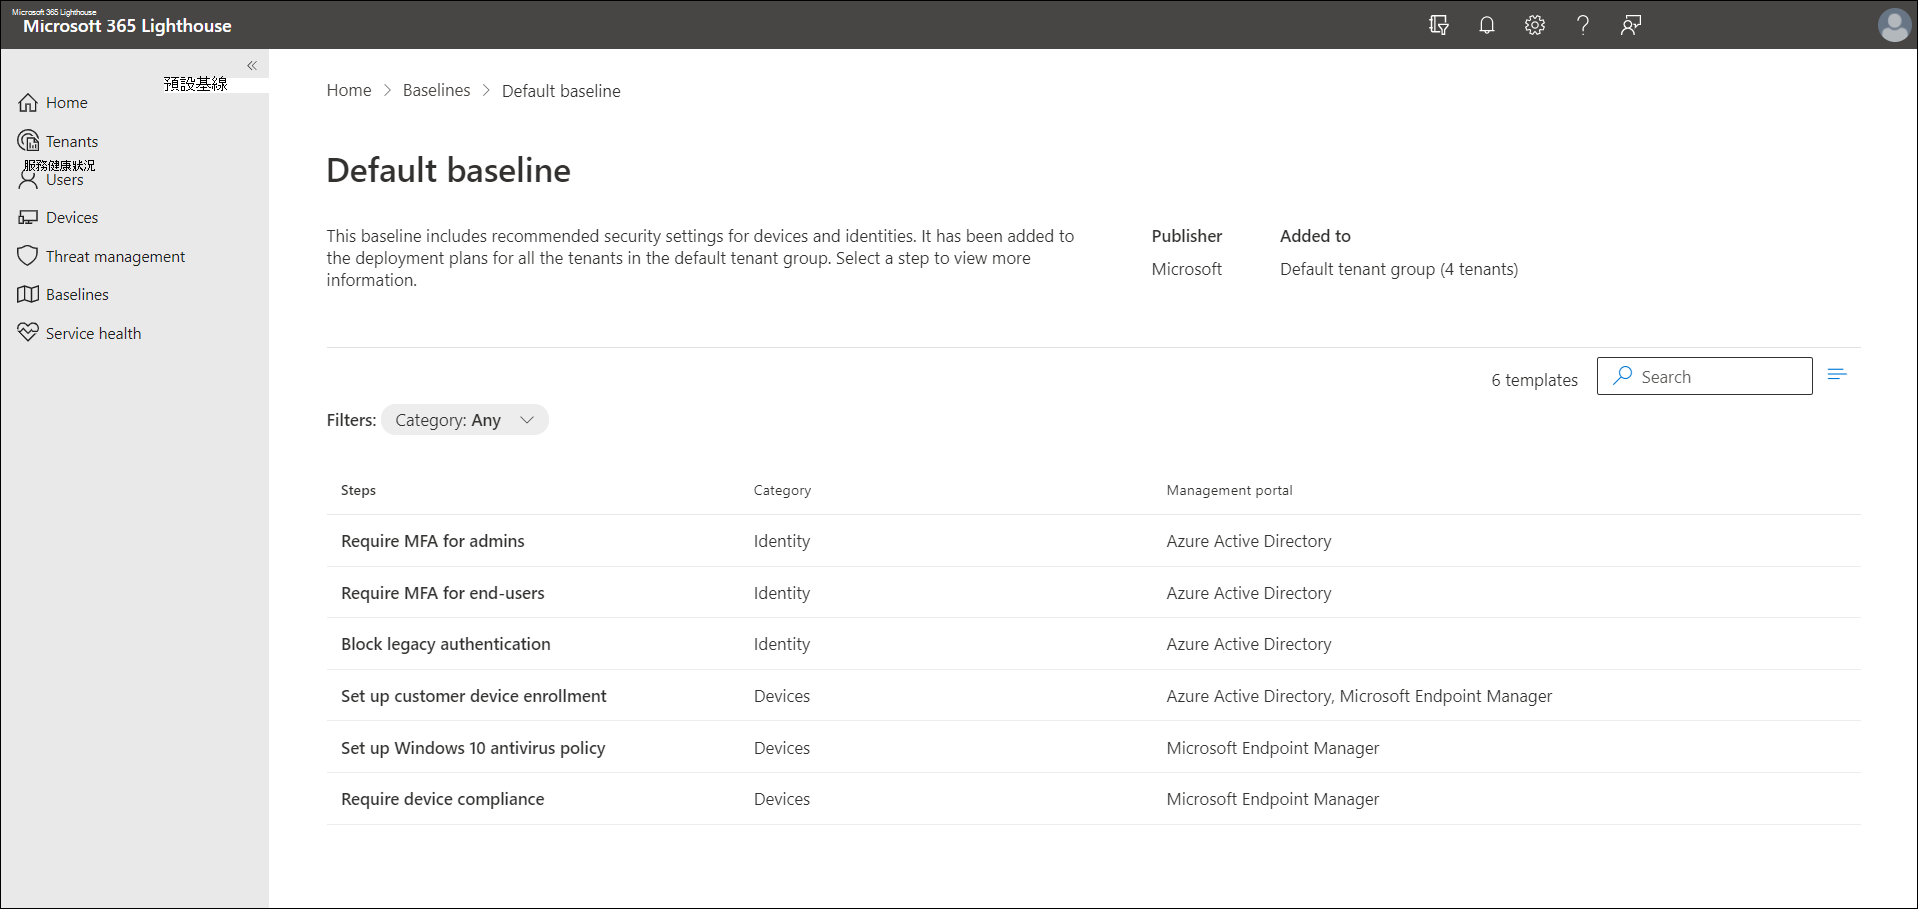 Microsoft 365 Lighthouse
Microsoft 365 Lighthouse
預設基線
Home
Tenants
服務健康狀況
Users
Devices
Threat management
Baselines
Service health
Home > Baselines > Default baseline
Default baseline
This baseline includes recommended security settings for devices and identities. It has been added to
the deployment plans for all the tenants in the default tenant group. Select a step to view more
information.
Publisher
Microsoft
Added to
Default tenant group (4 tenants)
6 templates
Search
Filters: Category: Any
Steps Category Management portal
Require MFA for admins Identity Azure Active Directory
Require MFA for end-users Identity Azure Active Directory
Block legacy authentication Identity Azure Active Directory
Set up customer device enrollment Devices Azure Active Directory, Microsoft Endpoint Manager
Set up Windows 10 antivirus policy Devices Microsoft Endpoint Manager
Require device compliance Devices Microsoft Endpoint Manager